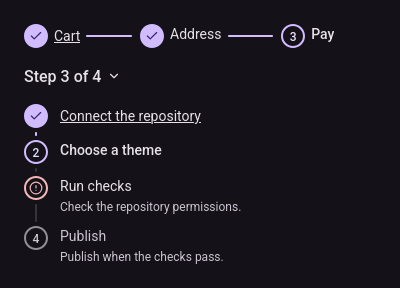 Cart Address 3 Pay
Step 3 of 4
Connect the repository
2 Choose a theme
Run checks
Check the repository permissions.
4 Publish
Publish when the checks pass.